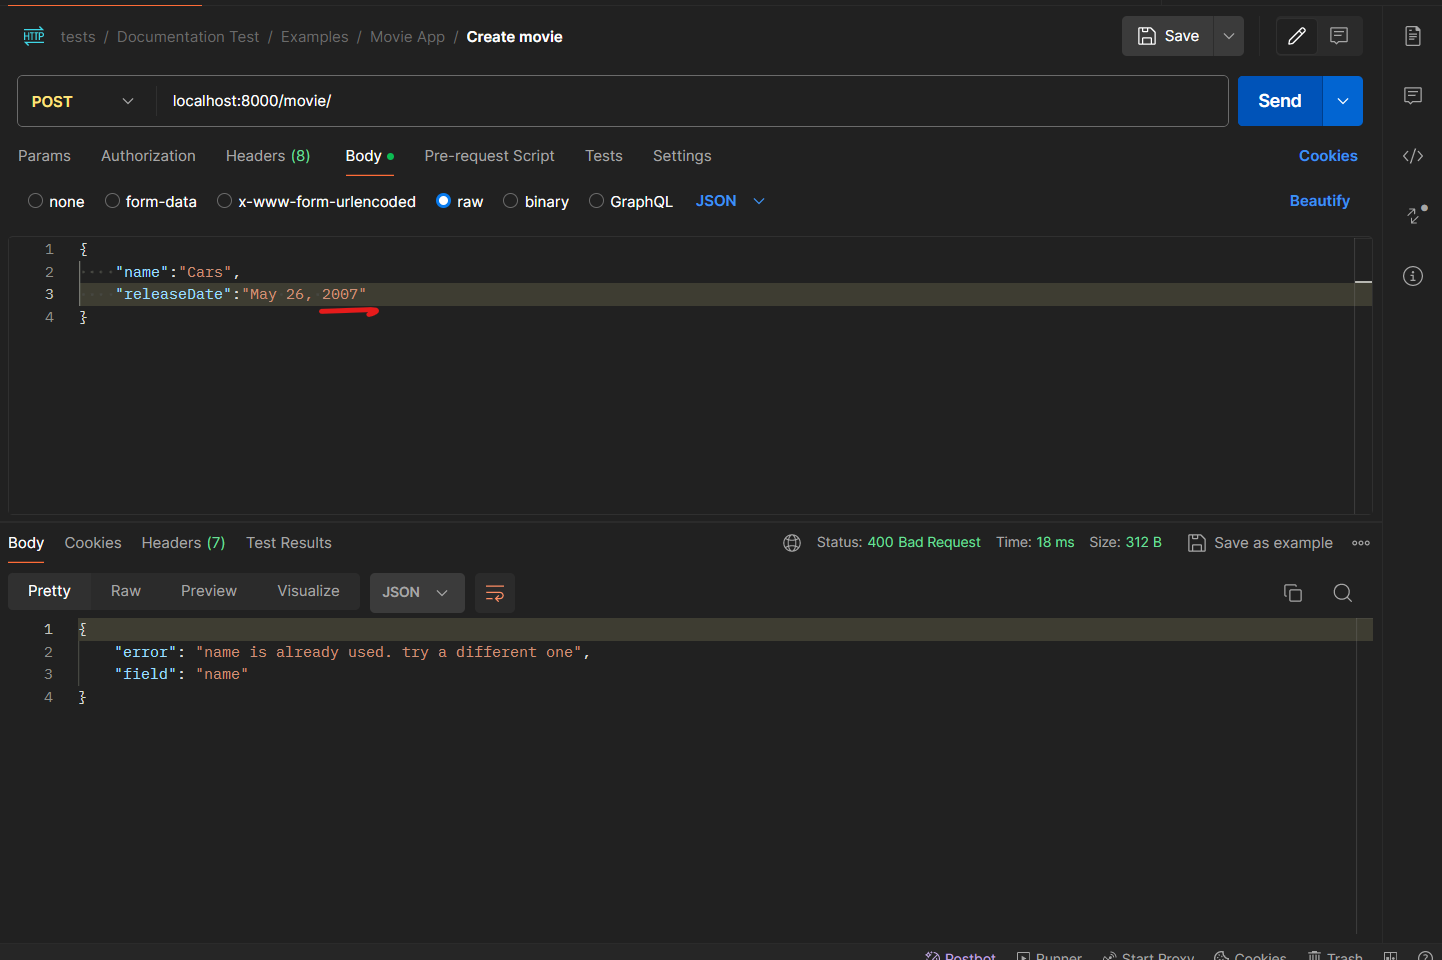 HTTP tests / Documentation Test / Examples / Movie App / Create movie Save
POST localhost:8000/movie/ Send
Params Authorization Headers (8) Body Pre-request Script Tests Settings Cookies
none form-data x-www-form-urlencoded raw binary GraphQL JSON Beautify
1 {
2 "name":"Cars",
3 "releaseDate":"May 26, 2007"
4 }
Body Cookies Headers (7) Test Results Status: 400 Bad Request Time: 18 ms Size: 312 B Save as example
Pretty Raw Preview Visualize JSON
1 {
2 "error": "name is already used. try a different one",
3 "field": "name"
4 }
Postbot Runner Start Proxy Cookies Trash